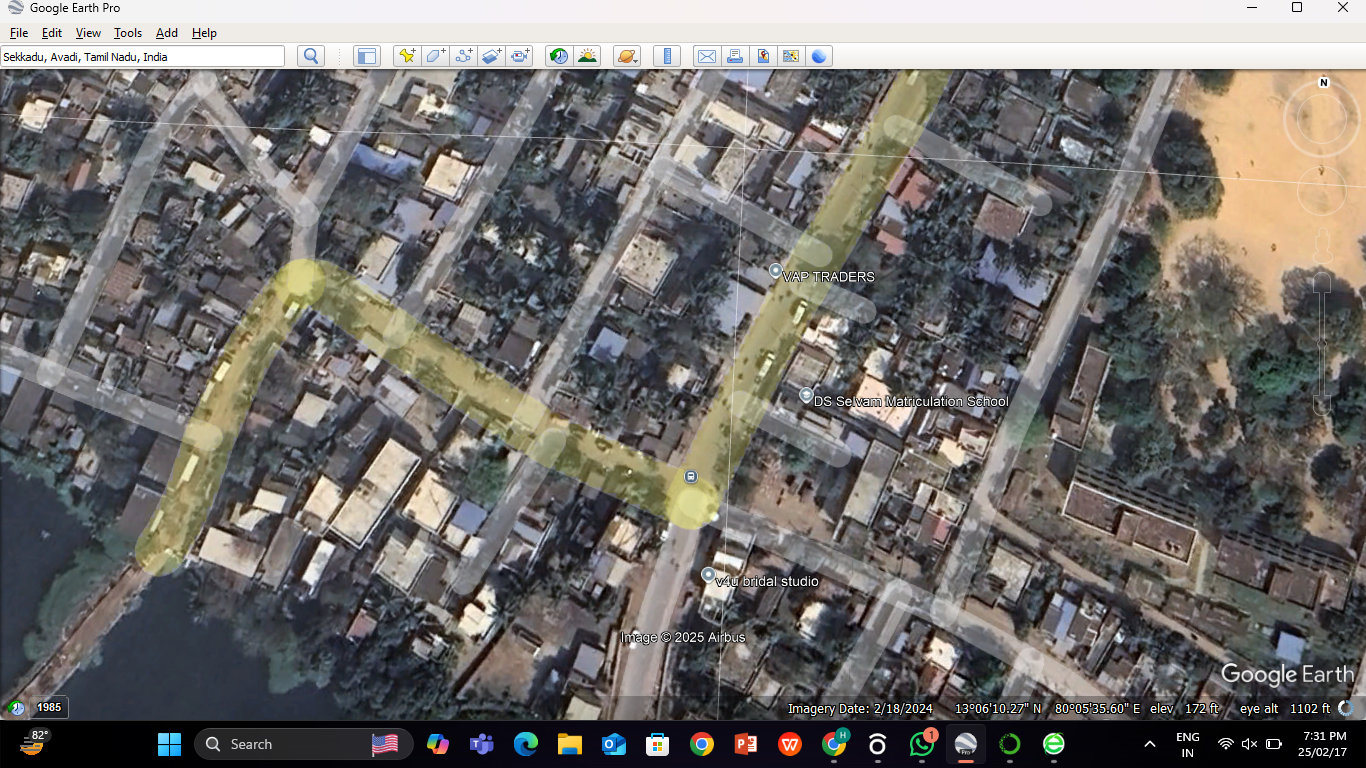 Google Earth Pro
File Edit View Tools Add Help
Sekkadu, Avadi, Tamil Nadu, India
N
VAP TRADERS
DS Selvam Matriculation School
v4u bridal studio
Image © 2025 Airbus
Google Earth
1985
Imagery Date: 2/18/2024 13°06'10.27" N 80°05'35.60" E elev 172 ft eye alt 1102 ft
82°
Search
H
1
Pro
ENG
IN
7:31 PM
25/02/17